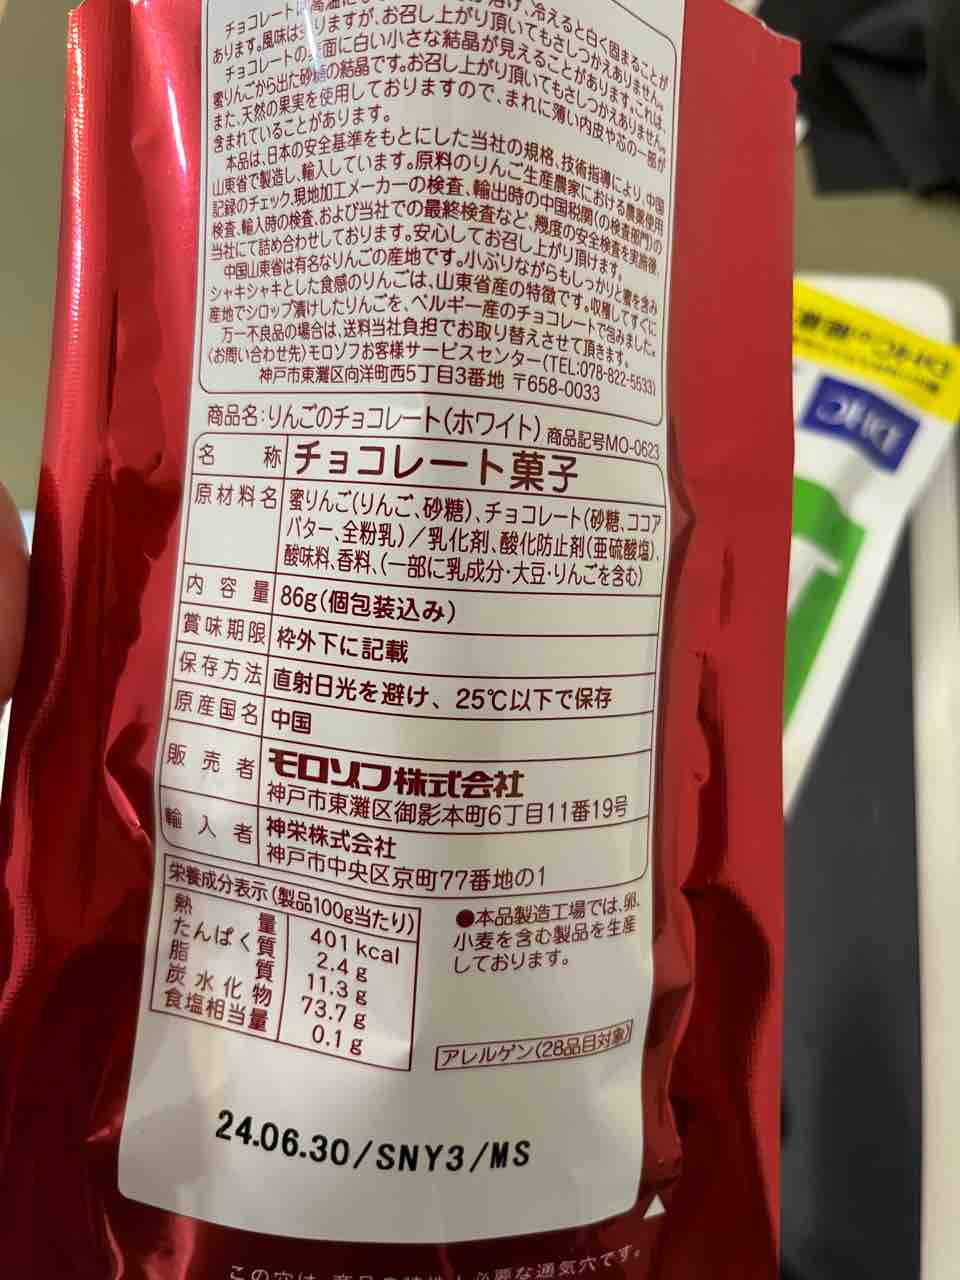 チョコレートは高温になると溶け、冷えると白く固まることが
あります。風味は劣りますが、お召し上がり頂いてもさしつかえありません。
チョコレートの表面に白い小さな結晶が見えることがあります。これは、
蜜りんごから出た砂糖の結晶です。お召し上がり頂いてもさしつかえありません。
また、天然の果実を使用しておりますので、まれに薄い内皮や芯の一部が
含まれていることがあります。
本品は、日本の安全基準をもとにした当社の規格、技術指導により、中国
山東省で製造し、輸入しています。原料のりんご生産農家における農薬使用
記録のチェック、現地加工メーカーの検査、輸出時の中国税関(の検査部門)の
検査、輸入時の検査、および当社での最終検査など、幾度の安全検査を実施後、
当社にて詰め合わせしております。安心してお召し上がり頂けます。
中国山東省は有名なりんごの産地です。小ぶりながらもしっかりと蜜を含み
シャキシャキとした食感のりんごは、山東省産の特徴です。収穫してすぐに
産地でシロップ漬けしたりんごを、ベルギー産のチョコレートで包みました。
万一不良品の場合は、送料当社負担でお取り替えさせて頂きます。
〈お問い合わせ先〉モロゾフお客様サービスセンター(TEL:078-822-5533)
神戸市東灘区向洋町西5丁目3番地 〒658-0033
商品名:りんごのチョコレート(ホワイト) 商品記号MO-0623
名 称 チョコレート菓子
原材料名 蜜りんご(りんご、砂糖)、チョコレート(砂糖、ココア
バター、全粉乳)/乳化剤、酸化防止剤(亜硫酸塩)、
酸味料、香料、(一部に乳成分・大豆・りんごを含む)
内容量 86g(個包装込み)
賞味期限 枠外下に記載
保存方法 直射日光を避け、25℃以下で保存
原産国名 中国
販売者 モロゾフ株式会社
神戸市東灘区御影本町6丁目11番19号
輸入者 神栄株式会社
神戸市中央区京町77番地の1
栄養成分表示(製品100g当たり)
熱量 401 kcal
たんぱく質 2.4 g
脂質 11.3 g
炭水化物 73.7 g
食塩相当量 0.1 g
●本品製造工場では、卵、
小麦を含む製品を生産
しております。
アレルゲン(28品目対象)
24.06.30/SNY3/MS
この穴は、商品の特性上必要な通気穴です。
DHC